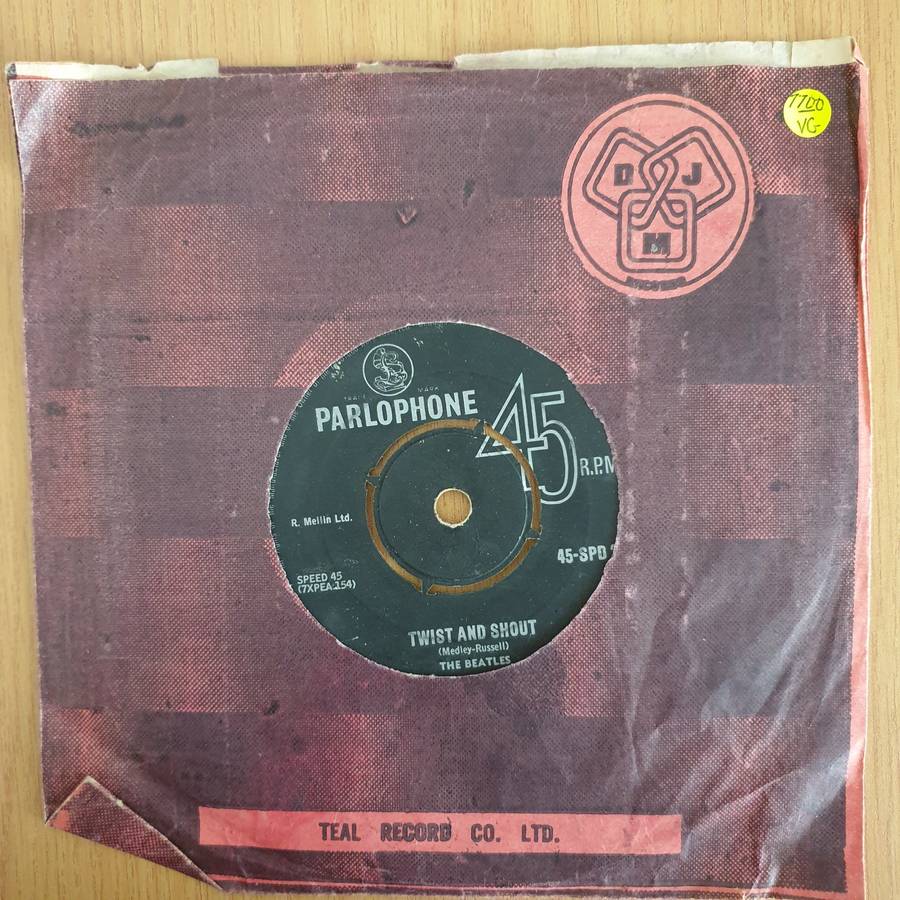 VG
D J
M
RECORDS
TRADE MARK
PARLOPHONE
45 R.P.M
R. Mellin Ltd.
45-SPD
SPEED 45
(7XPEA.154)
TWIST AND SHOUT
(Medley-Russell)
THE BEATLES
TEAL RECORD CO. LTD.